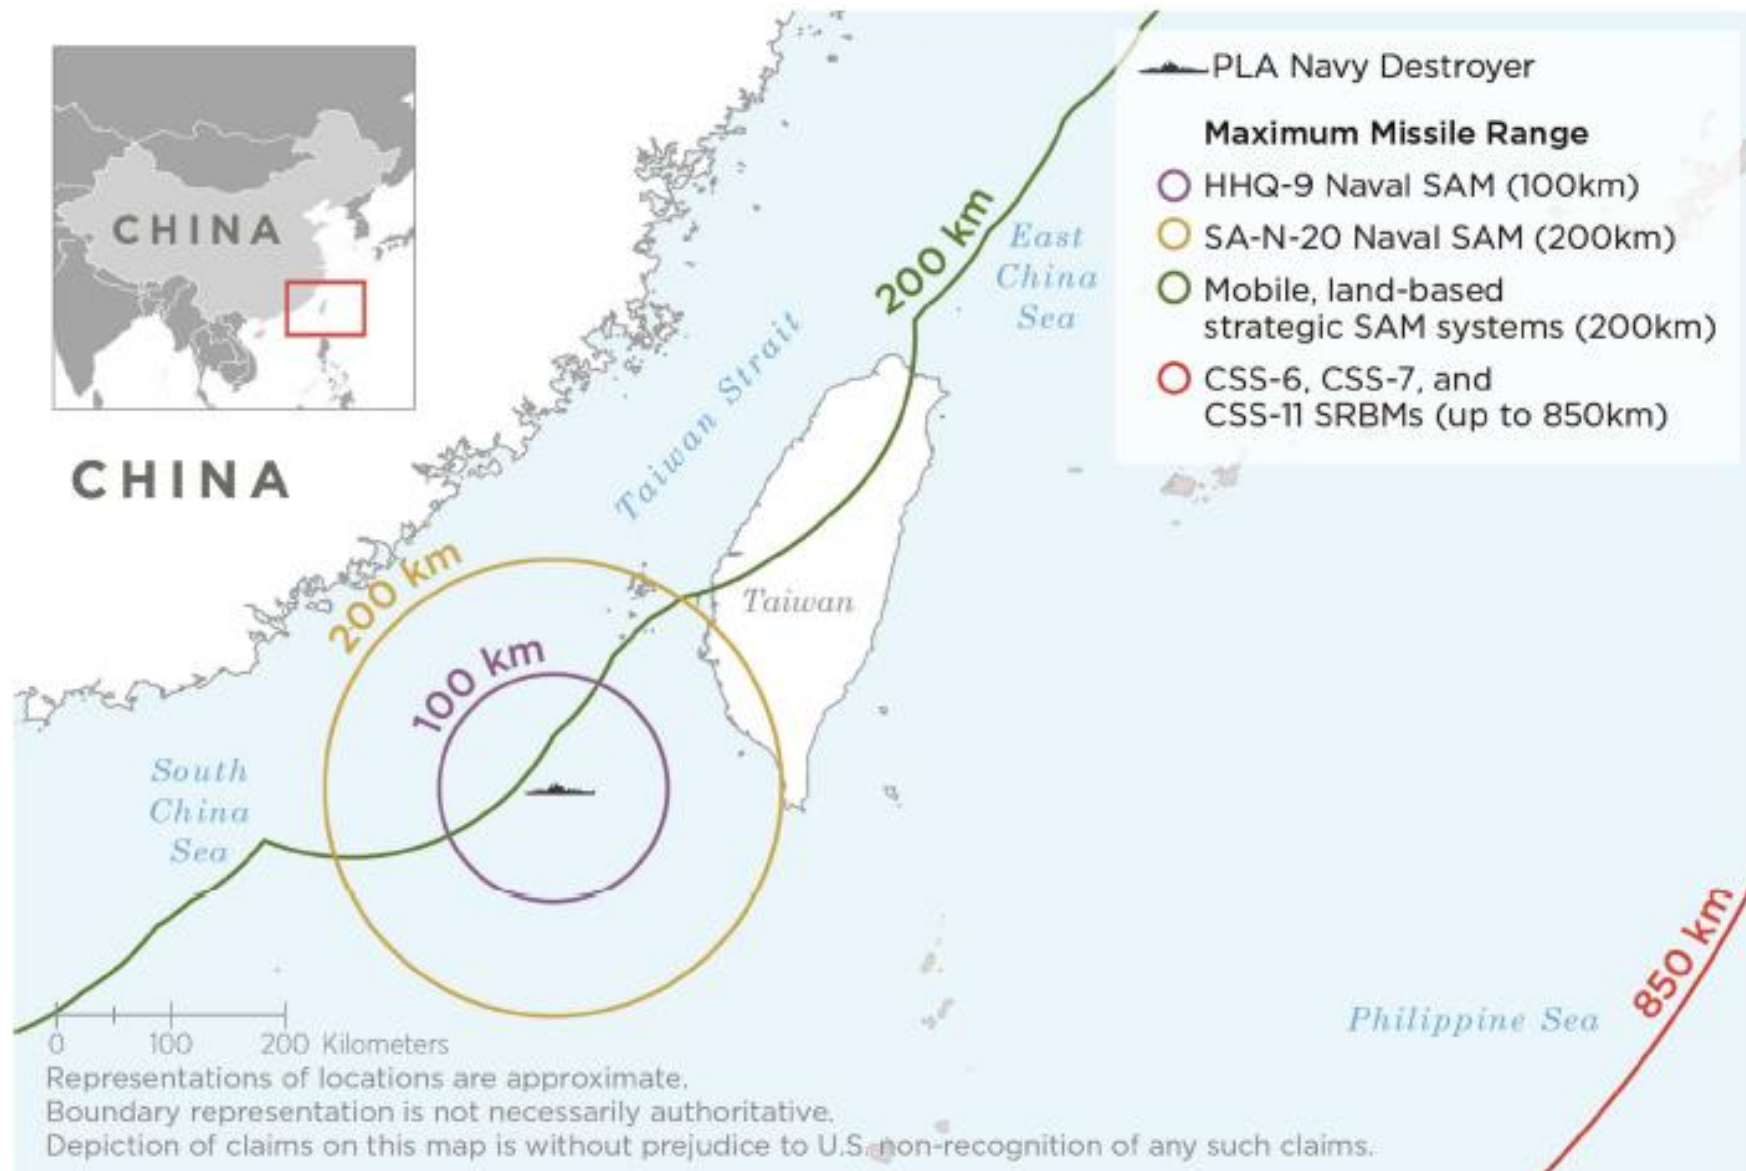 CHINA
CHINA
PLA Navy Destroyer
Maximum Missile Range
HHQ-9 Naval SAM (100km)
SA-N-20 Naval SAM (200km)
Mobile, land-based
strategic SAM systems (200km)
CSS-6, CSS-7, and
CSS-11 SRBMs (up to 850km)
200 km
East
China
Sea
Taiwan Strait
200 km
Taiwan
100 km
South
China
Sea
850 km
Philippine Sea
0 100 200 Kilometers
Representations of locations are approximate.
Boundary representation is not necessarily authoritative.
Depiction of claims on this map is without prejudice to U.S. non-recognition of any such claims.